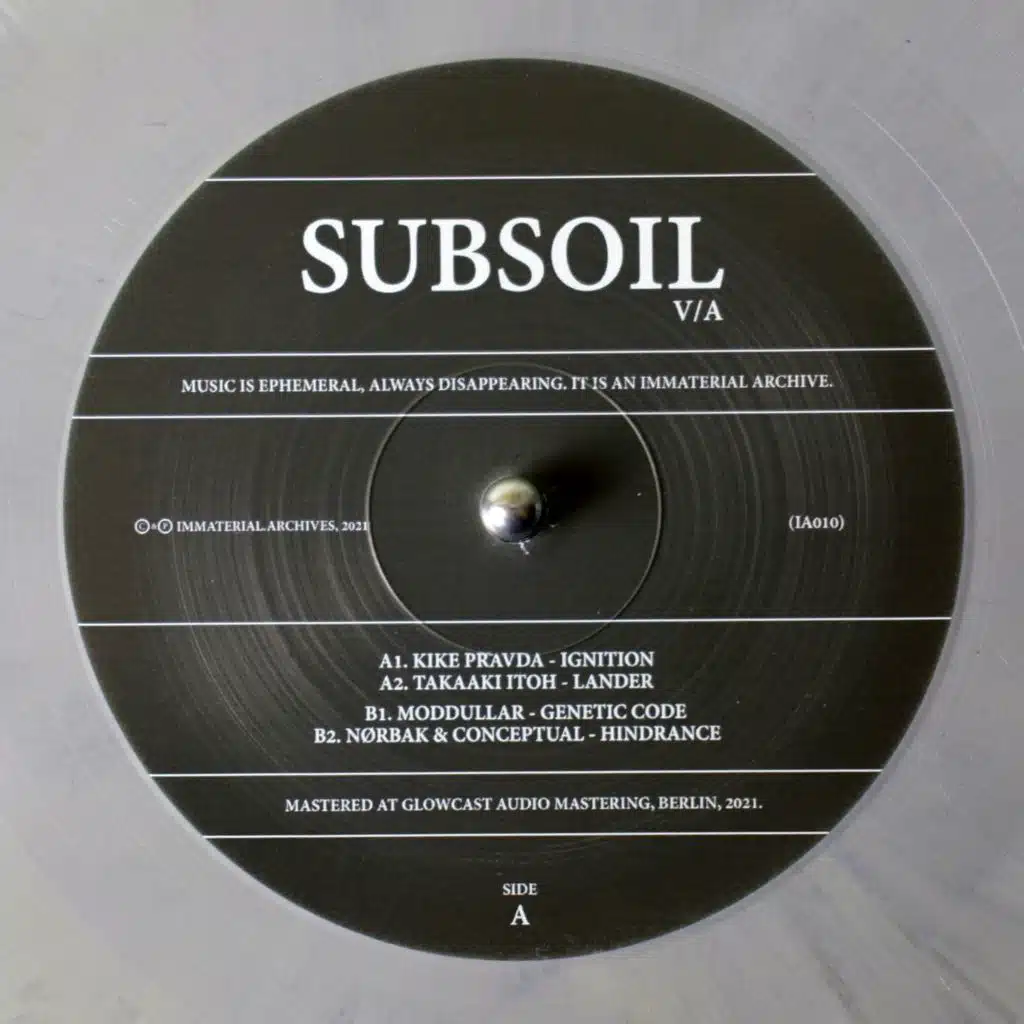 SUBSOIL
V/A
MUSIC IS EPHEMERAL, ALWAYS DISAPPEARING. IT IS AN IMMATERIAL ARCHIVE.
© & ℗ IMMATERIAL.ARCHIVES, 2021
(IA010)
A1. KIKE PRAVDA - IGNITION
A2. TAKAAKI ITOH - LANDER
B1. MODDULLAR - GENETIC CODE
B2. NØRBAK & CONCEPTUAL - HINDRANCE
MASTERED AT GLOWCAST AUDIO MASTERING, BERLIN, 2021.
SIDE
A